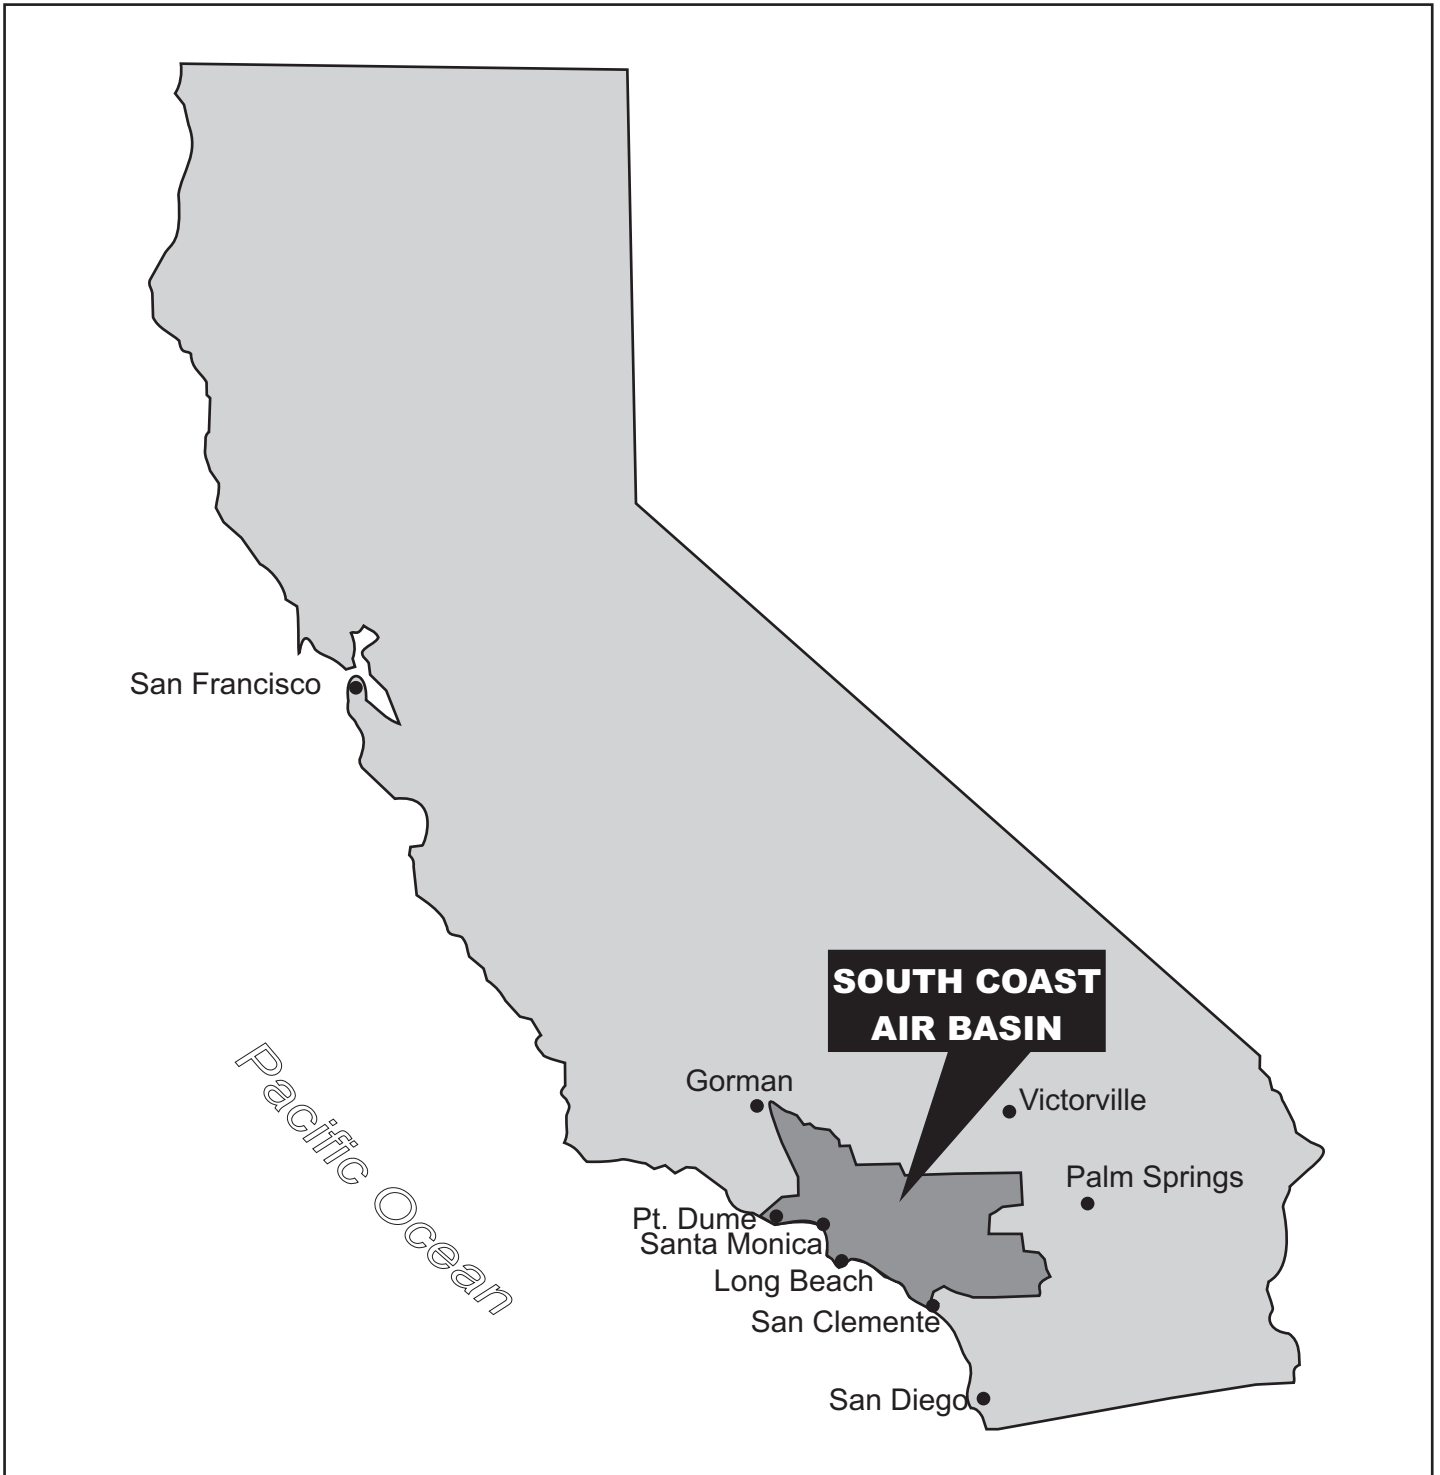 San Francisco
SOUTH COAST
AIR BASIN
Pacific Ocean
Gorman
Victorville
Palm Springs
Pt. Dume
Santa Monica
Long Beach
San Clemente
San Diego